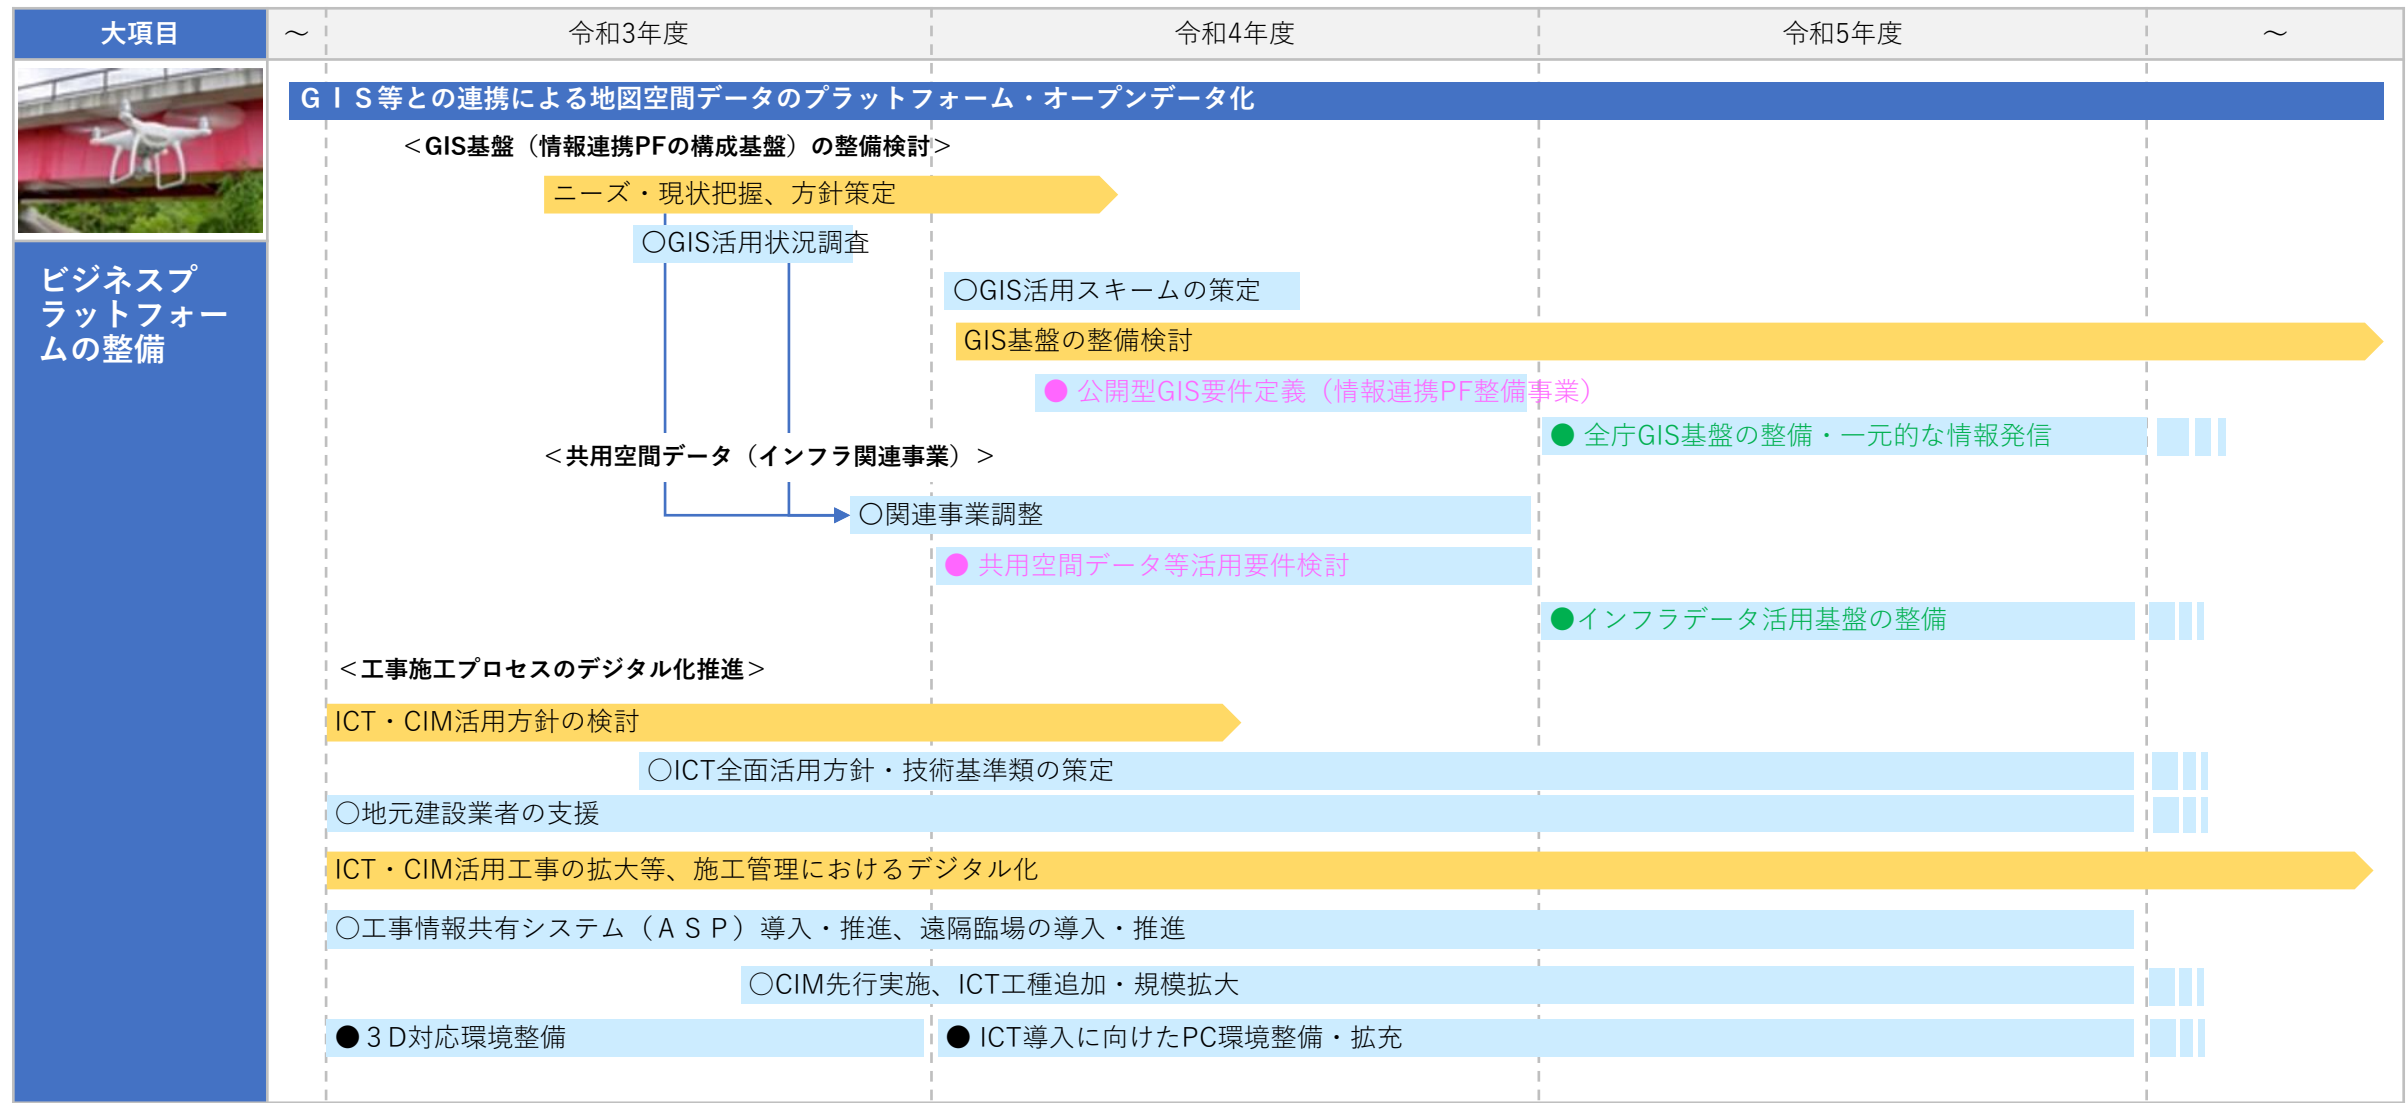 大項目
～
令和3年度
令和4年度
令和5年度
～
ビジネスプ
ラットフォー
ムの整備
ＧＩＳ等との連携による地図空間データのプラットフォーム・オープンデータ化
＜GIS基盤（情報連携PFの構成基盤）の整備検討＞
ニーズ・現状把握、方針策定
〇GIS活用状況調査
〇GIS活用スキームの策定
GIS基盤の整備検討
● 公開型GIS要件定義（情報連携PF整備事業）
● 全庁GIS基盤の整備・一元的な情報発信
＜共用空間データ（インフラ関連事業）＞
〇関連事業調整
● 共用空間データ等活用要件検討
●インフラデータ活用基盤の整備
＜工事施工プロセスのデジタル化推進＞
ICT・CIM活用方針の検討
〇ICT全面活用方針・技術基準類の策定
〇地元建設業者の支援
ICT・CIM活用工事の拡大等、施工管理におけるデジタル化
〇工事情報共有システム（ＡＳＰ）導入・推進、遠隔臨場の導入・推進
〇CIM先行実施、ICT工種追加・規模拡大
●３D対応環境整備
● ICT導入に向けたPC環境整備・拡充